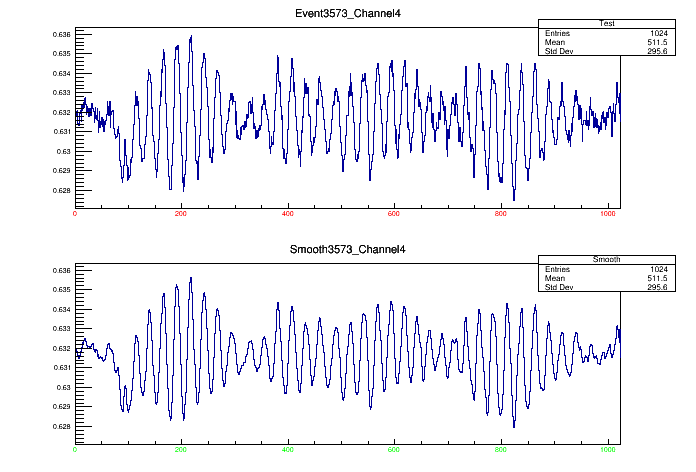 Event3573_Channel4
Test
Entries 1024
Mean 511.5
Std Dev 295.6
0.636
0.635
0.634
0.633
0.632
0.631
0.63
0.629
0.628
0 200 400 600 800 1000
Smooth3573_Channel4
Smooth
Entries 1024
Mean 511.5
Std Dev 295.6
0.636
0.635
0.634
0.633
0.632
0.631
0.63
0.629
0.628
0 200 400 600 800 1000